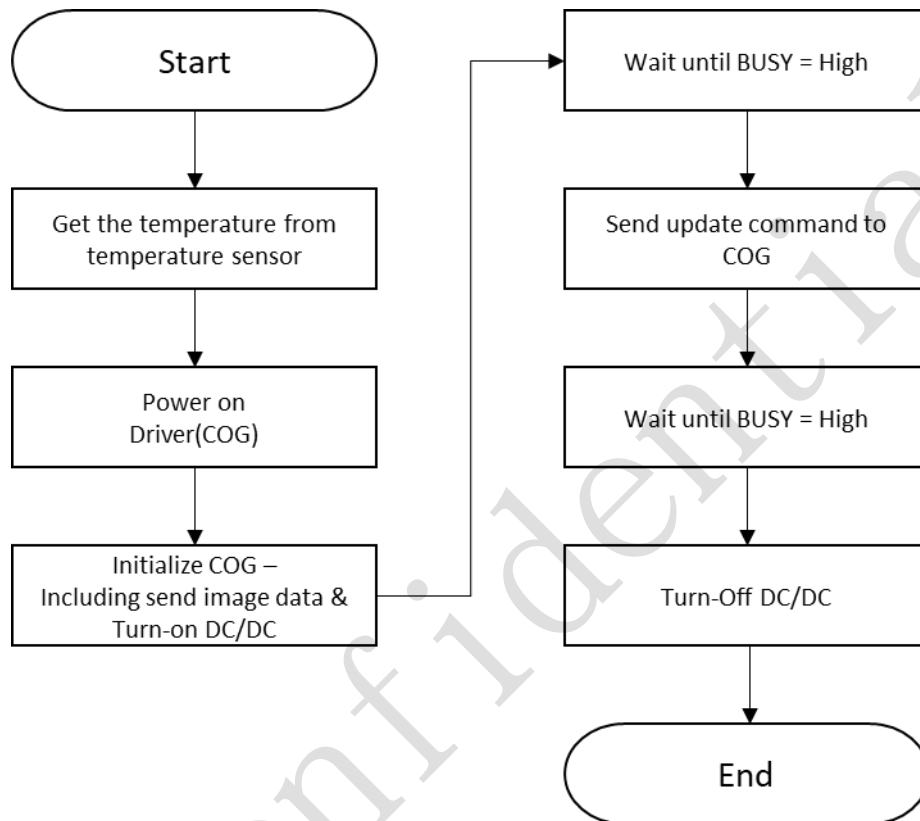 Start
Get the temperature from
temperature sensor
Power on
Driver(COG)
Initialize COG –
Including send image data &
Turn-on DC/DC
Wait until BUSY = High
Send update command to
COG
Wait until BUSY = High
Turn-Off DC/DC
End